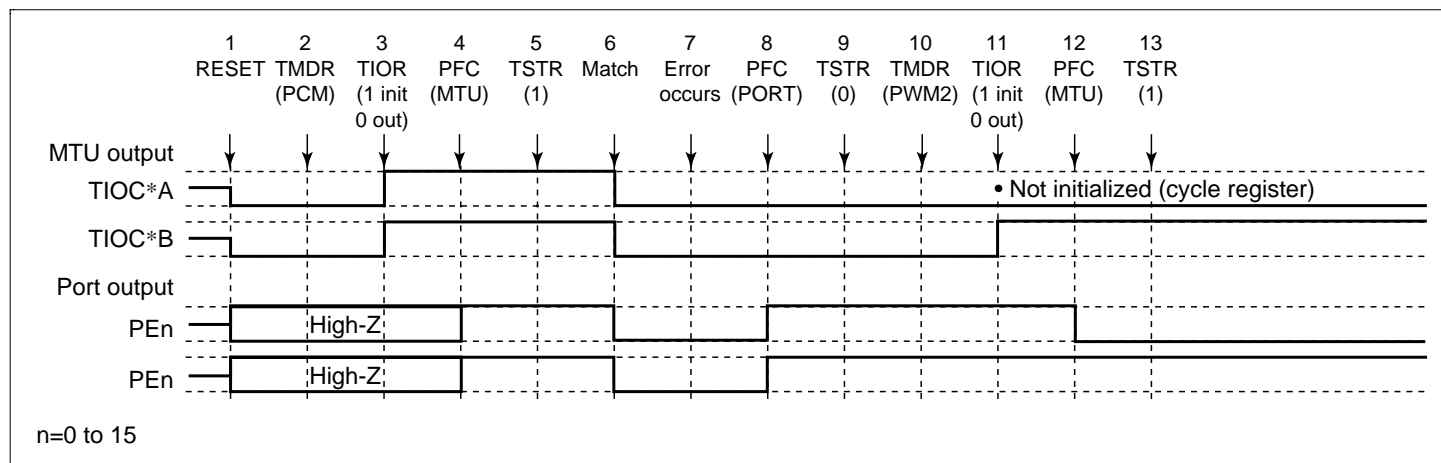 1 2 3 4 5 6 7 8 9 10 11 12 13
RESET TMDR TIOR PFC TSTR Match Error PFC TSTR TMDR TIOR PFC TSTR
(PCM) (1 init (MTU) (1) occurs (PORT) (0) (PWM2) (1 init (MTU) (1)
0 out) 0 out)
MTU output
TIOC*A • Not initialized (cycle register)
TIOC*B
Port output
PEn High-Z
PEn High-Z
n=0 to 15